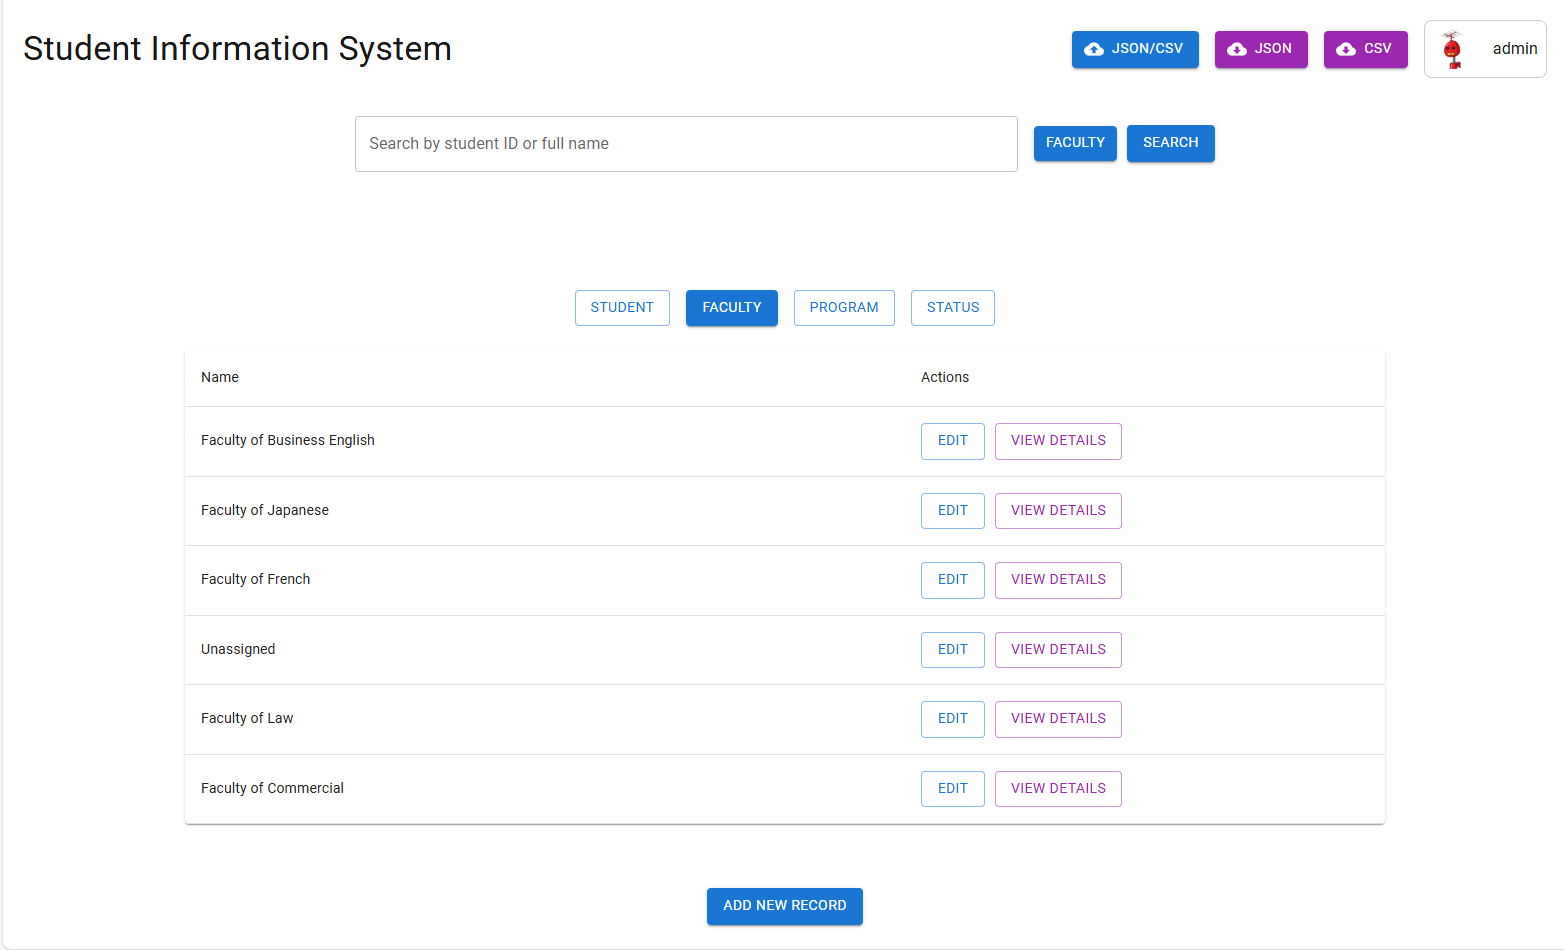 Student Information System
JSON/CSV
JSON
CSV
admin
Search by student ID or full name
FACULTY
SEARCH
STUDENT
FACULTY
PROGRAM
STATUS
Name
Actions
Faculty of Business English
EDIT
VIEW DETAILS
Faculty of Japanese
EDIT
VIEW DETAILS
Faculty of French
EDIT
VIEW DETAILS
Unassigned
EDIT
VIEW DETAILS
Faculty of Law
EDIT
VIEW DETAILS
Faculty of Commercial
EDIT
VIEW DETAILS
ADD NEW RECORD